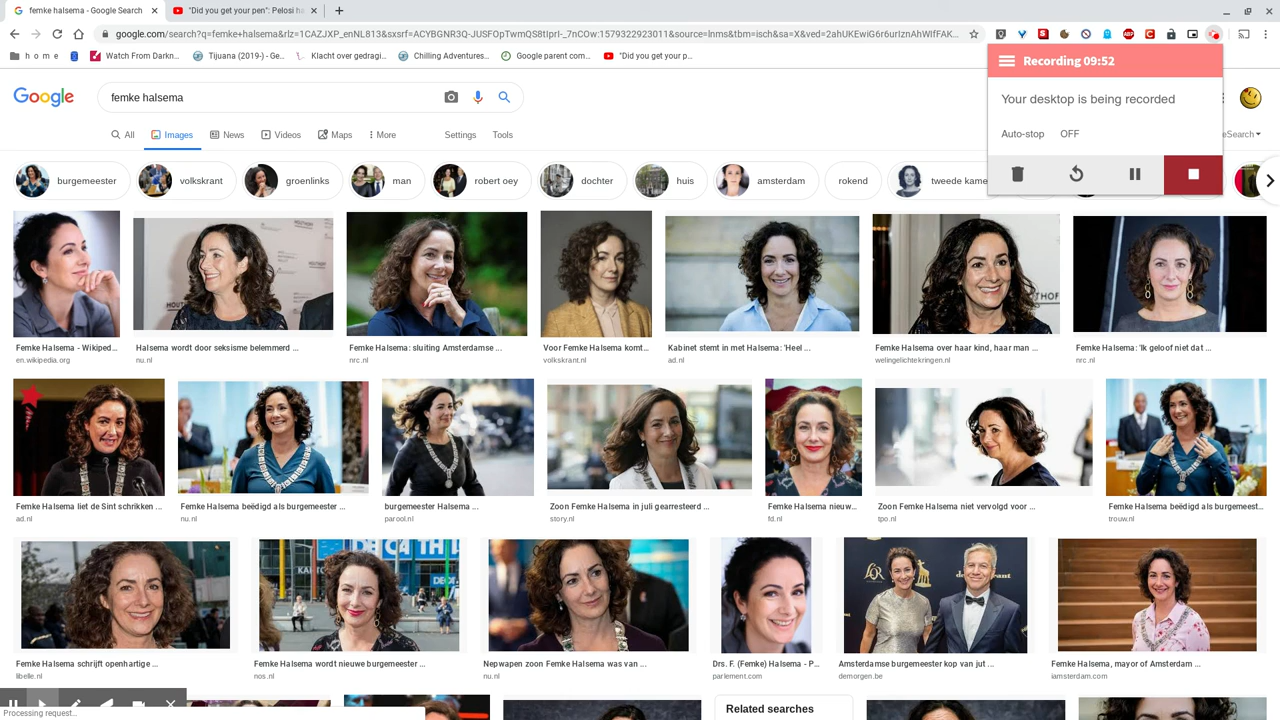 femke halsema - Google Search
"Did you get your pen": Pelosi ha
google.com/search?q=femke+halsema&rlz=1CAZJXP_enNL813&sxsrf=ACYBGNR3Q-JUSFOpTwmQS8tIprI-_7nCOw:1579322923011&source=lnms&tbm=isch&sa=X&ved=2ahUKEwiG6r6urIznAhWIfFAK...
h o m e
Watch From Darkn...
Tijuana (2019-) - Ge...
Klacht over gedragi...
Chilling Adventures...
Google parent com...
"Did you get your p...
Recording 09:52
Your desktop is being recorded
Auto-stop OFF
Google
femke halsema
All
Images
News
Videos
Maps
More
Settings
Tools
eSearch
burgemeester
volkskrant
groenlinks
man
robert oey
dochter
huis
amsterdam
rokend
tweede kame
Femke Halsema - Wikiped...
en.wikipedia.org
Halsema wordt door seksisme belemmerd ...
nu.nl
Femke Halsema: sluiting Amsterdamse ...
nrc.nl
Voor Femke Halsema komt...
volkskrant.nl
Kabinet stemt in met Halsema: 'Heel ...
ad.nl
Femke Halsema over haar kind, haar man ...
welingelichtekringen.nl
Femke Halsema: 'Ik geloof niet dat ...
nrc.nl
Femke Halsema liet de Sint schrikken ...
ad.nl
Femke Halsema beëdigd als burgemeester ...
nu.nl
burgemeester Halsema ...
parool.nl
Zoon Femke Halsema in juli gearresteerd ...
story.nl
Femke Halsema nieuw...
fd.nl
Zoon Femke Halsema niet vervolgd voor ...
tpo.nl
Femke Halsema beëdigd als burgemeest...
trouw.nl
Femke Halsema schrijft openhartige ...
libelle.nl
Femke Halsema wordt nieuwe burgemeester ...
nos.nl
Nepwapen zoon Femke Halsema was van ...
nu.nl
Drs. F. (Femke) Halsema - P...
parlement.com
Amsterdamse burgemeester kop van jut ...
demorgen.be
Femke Halsema, mayor of Amsterdam ...
iamsterdam.com
Related searches
Processing request...